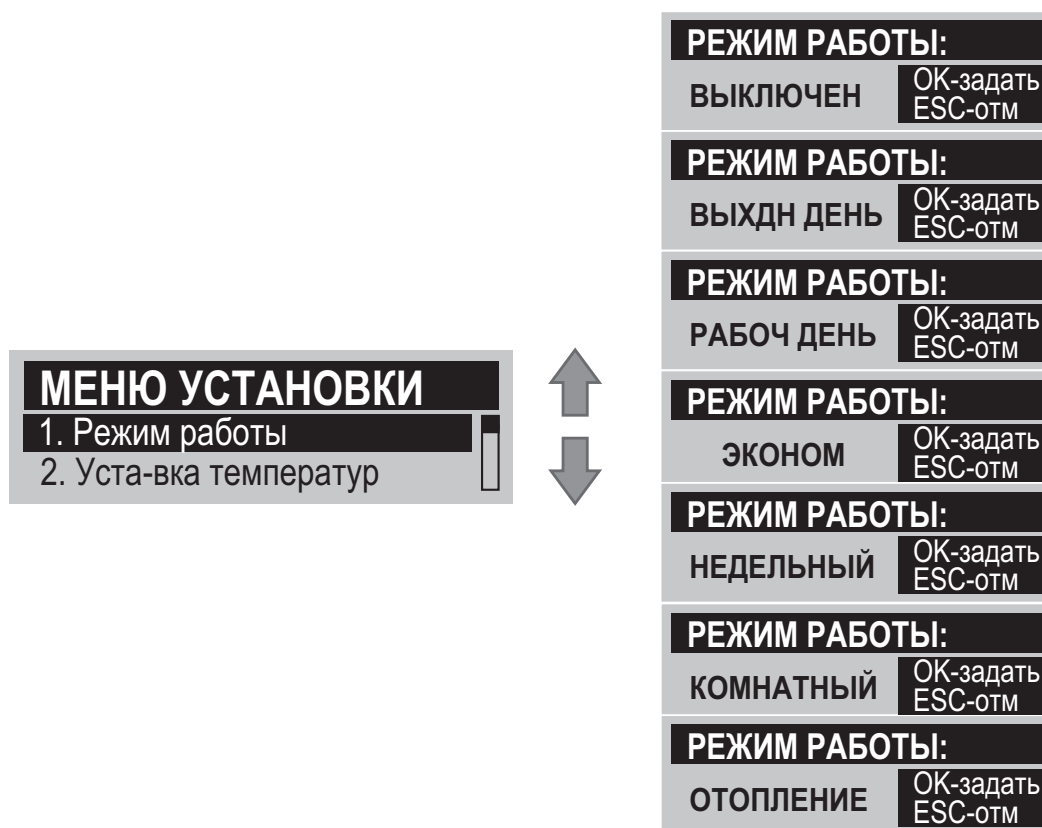 МЕНЮ УСТАНОВКИ
1. Режим работы
2. Уста-вка температур
РЕЖИМ РАБОТЫ:
ВЫКЛЮЧЕН
OK-задать
ESC-отм
РЕЖИМ РАБОТЫ:
ВЫХДН ДЕНЬ
OK-задать
ESC-отм
РЕЖИМ РАБОТЫ:
РАБОЧ ДЕНЬ
OK-задать
ESC-отм
РЕЖИМ РАБОТЫ:
ЭКОНОМ
OK-задать
ESC-отм
РЕЖИМ РАБОТЫ:
НЕДЕЛЬНЫЙ
OK-задать
ESC-отм
РЕЖИМ РАБОТЫ:
КОМНАТНЫЙ
OK-задать
ESC-отм
РЕЖИМ РАБОТЫ:
ОТОПЛЕНИЕ
OK-задать
ESC-отм